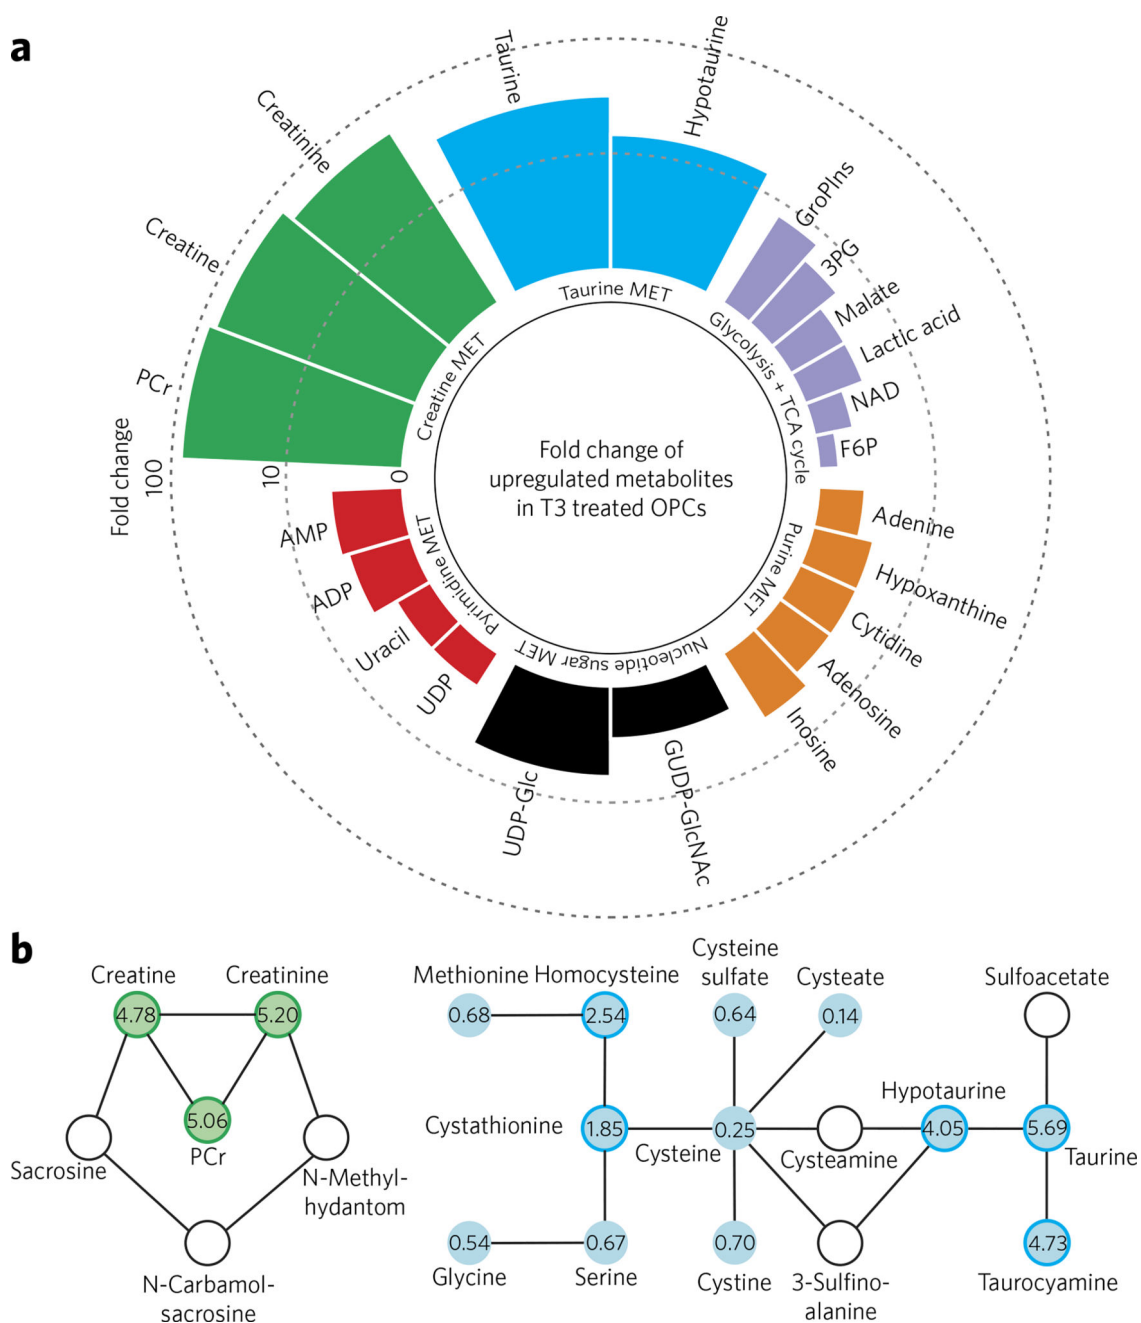 a
Taurine
Hypotaurine
Creatinihe
Creatine
PCr
GroPIns
3PG
Malate
Lactic acid
NAD
F6P
Taurine MET
Creatine MET
Glycolysis + TCA cycle
Fold change
100
10
0
Fold change of
upregulated metabolites
in T3 treated OPCs
AMP
ADP
Uracil
UDP
Pyrimidine MET
Purine MET
Nucleotide sugar MET
Adenine
Hypoxanthine
Cytidine
Adehosine
Inosine
UDP-Glc
GUDP-GlcNAc
b
Creatine
Creatinine
4.78
5.20
5.06
PCr
Sacrosine
N-Methyl-
hydantom
N-Carbamol-
sacrosine
Methionine
Homocysteine
Cysteine
sulfate
Cysteate
Sulfoacetate
0.68
2.54
0.64
0.14
Hypotaurine
Cystathionine
1.85
0.25
4.05
5.69
Cysteine
Cysteamine
Taurine
0.54
0.67
0.70
4.73
Glycine
Serine
Cystine
3-Sulfino-
alanine
Taurocyamine